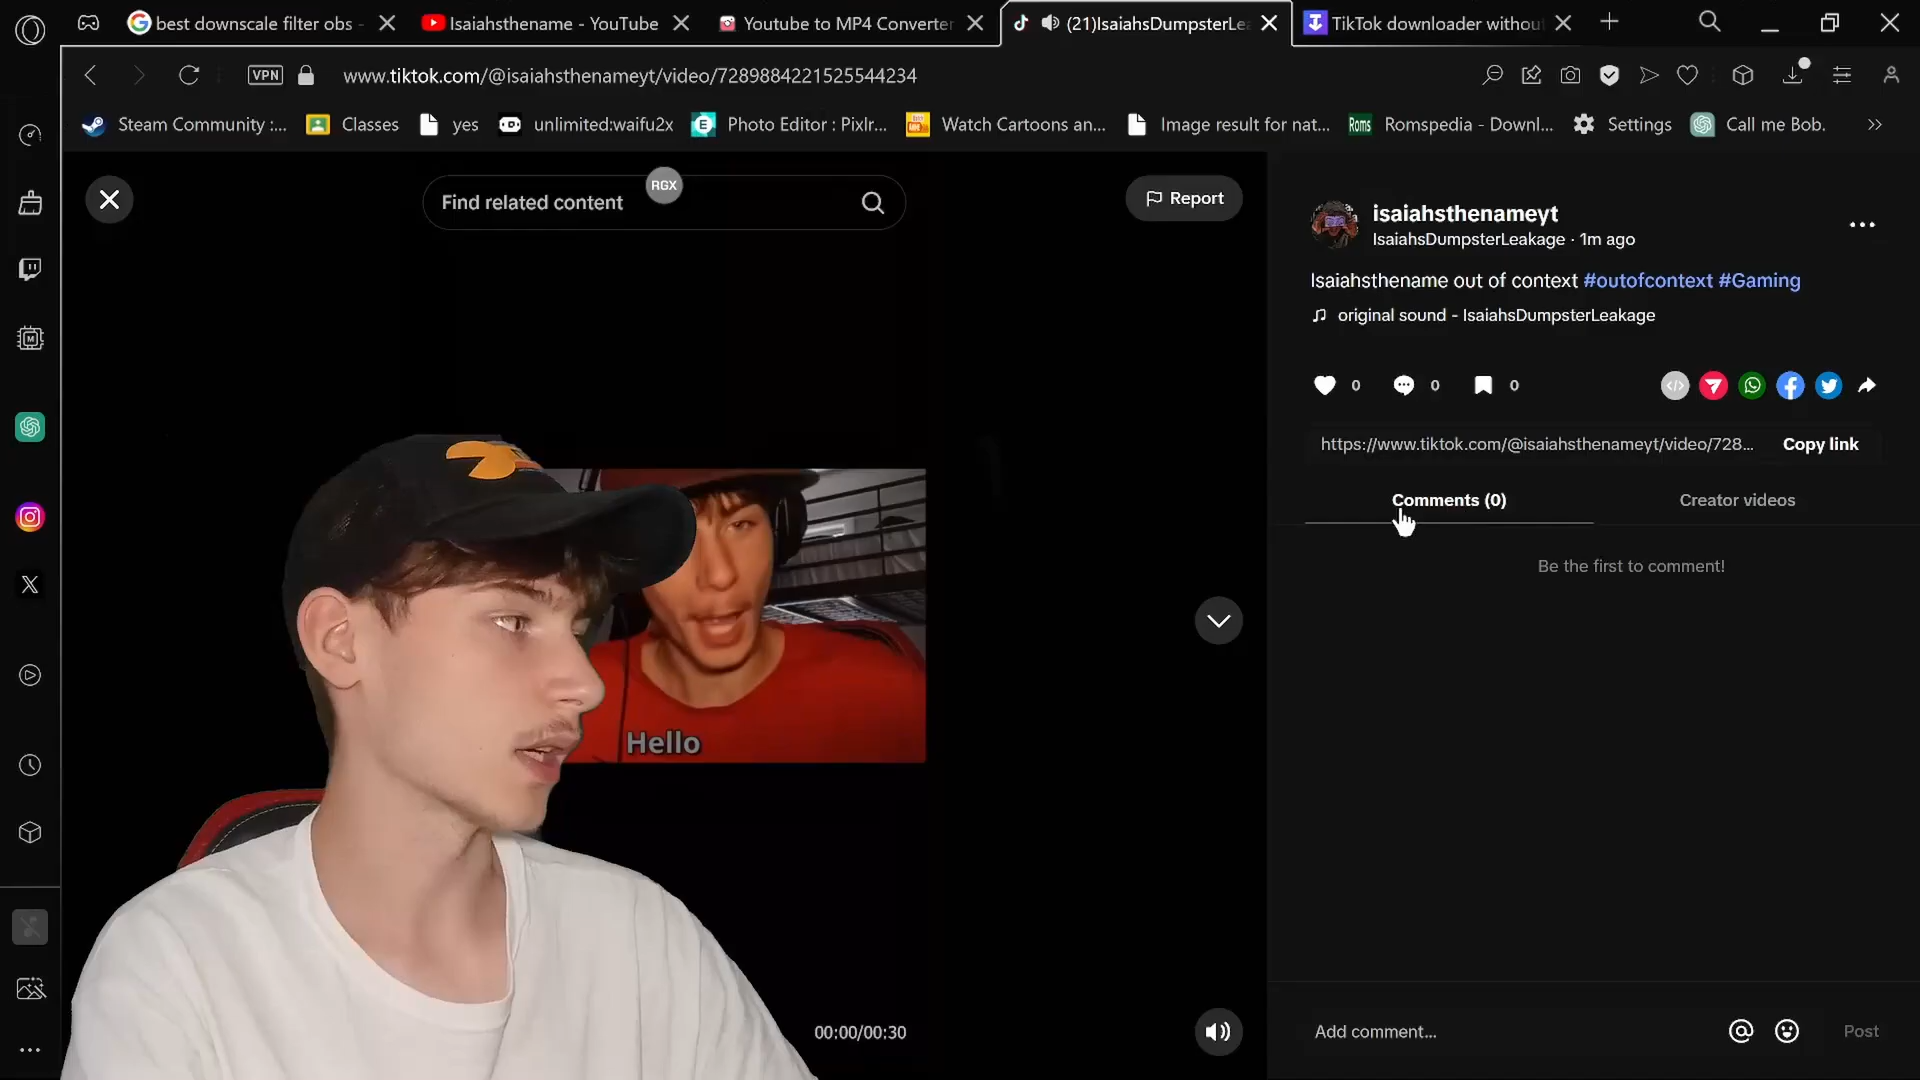 best downscale filter obs -
Isaiahsthename - YouTube
Youtube to MP4 Converter
(21)IsaiahsDumpsterLea
TikTok downloader withou
VPN
www.tiktok.com/@isaiahsthenameyt/video/7289884221525544234
Steam Community :...
Classes
yes
unlimited:waifu2x
Photo Editor : Pixlr...
Watch Cartoons an...
Image result for nat...
Roms
Romspedia - Downl...
Settings
Call me Bob.
Find related content
RGX
Report
isaiahsthenameyt
IsaiahsDumpsterLeakage · 1m ago
Isaiahsthename out of context #outofcontext #Gaming
original sound - IsaiahsDumpsterLeakage
0
0
0
https://www.tiktok.com/@isaiahsthenameyt/video/728...
Copy link
Comments (0)
Creator videos
Be the first to comment!
Hello
00:00/00:30
Add comment...
Post